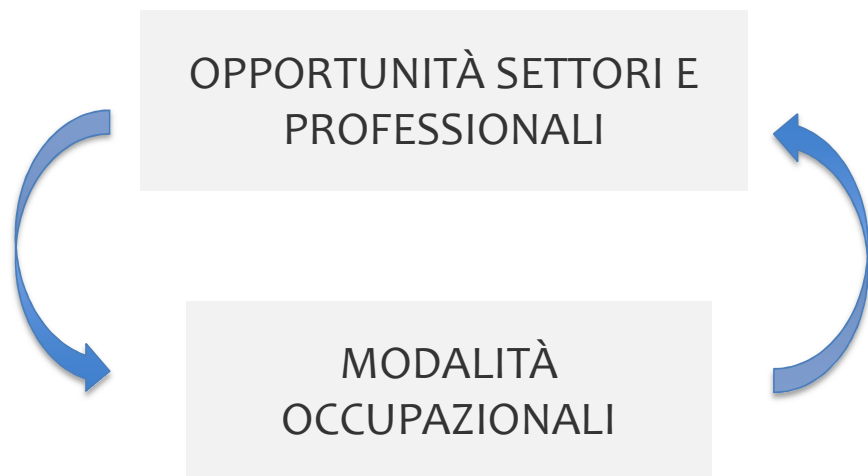 OPPORTUNITÀ SETTORI E
PROFESSIONALI
MODALITÀ
OCCUPAZIONALI